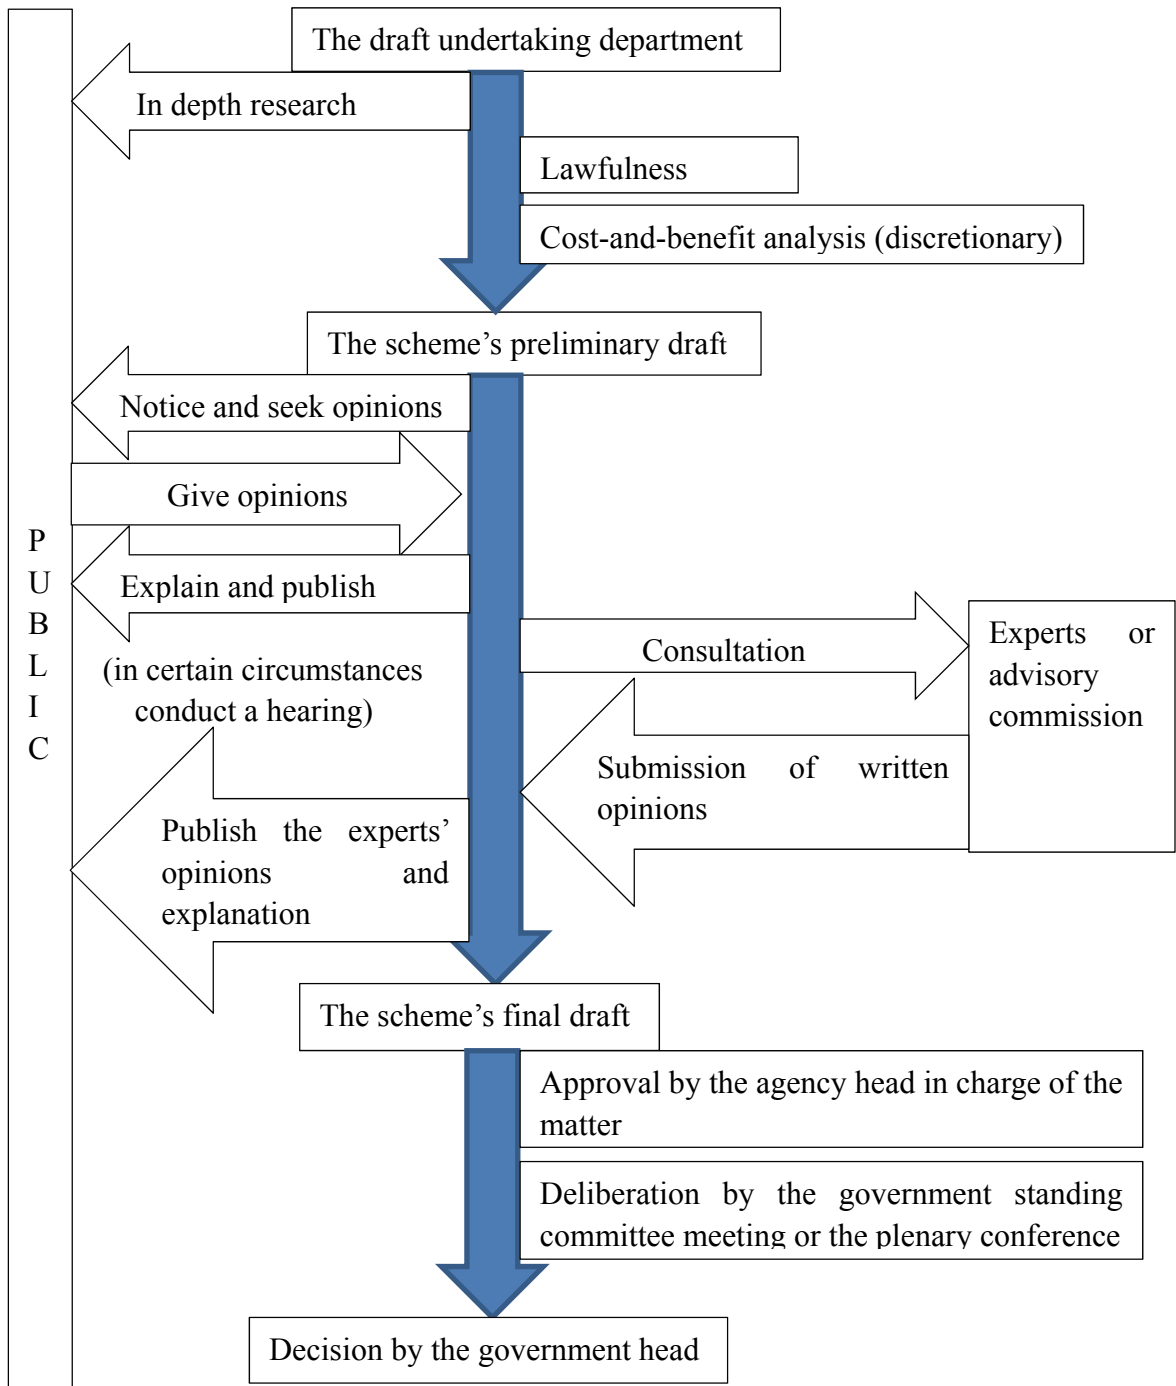 The draft undertaking department
In depth research
Lawfulness
Cost-and-benefit analysis (discretionary)
The scheme’s preliminary draft
Notice and seek opinions
Give opinions
P
U
B
L
I
C
Explain and publish
(in certain circumstances
conduct a hearing)
Consultation
Experts or
advisory
commission
Submission of written
opinions
Publish the experts’
opinions and
explanation
The scheme’s final draft
Approval by the agency head in charge of the
matter
Deliberation by the government standing
committee meeting or the plenary conference
Decision by the government head